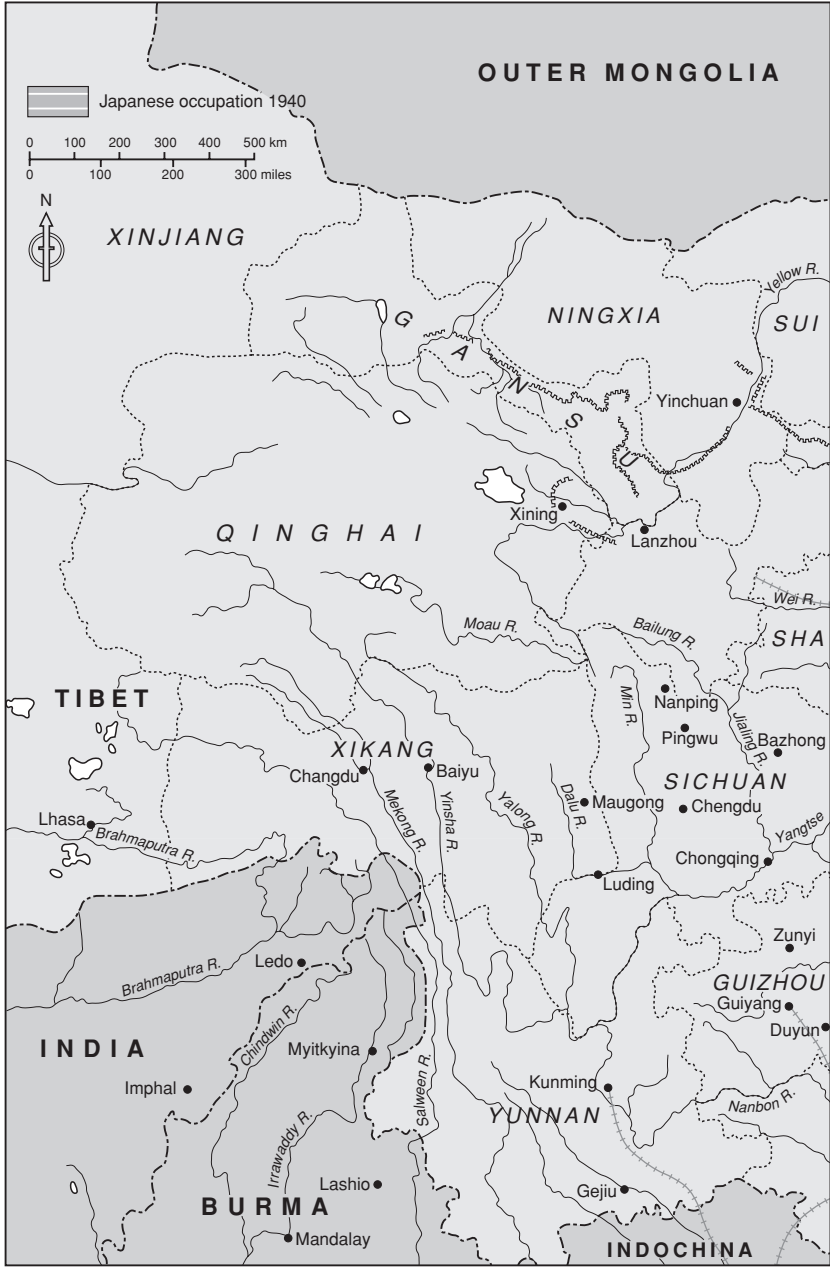 OUTER MONGOLIA
Japanese occupation 1940
0 100 200 300 400 500 km
0 100 200 300 miles
N
XINJIANG
Yellow R.
NINGXIA
SUI
GANSU
Yinchuan
Xining
Lanzhou
QINGHAI
Wei R.
Moau R.
Bailung R.
SHA
TIBET
Nanping
Min R.
Pingwu
Jialing R.
Bazhong
XIKANG
Changdu
Baiyu
SICHUAN
Mekong R.
Yinsha R.
Yalong R.
Dalu R.
Maugong
Chengdu
Lhasa
Brahmaputra R.
Yangtse
Chongqing
Luding
Zunyi
Brahmaputra R.
Ledo
GUIZHOU
Guiyang
Duyun
INDIA
Chindwin R.
Myitkyina
Imphal
Salween R.
Kunming
YUNNAN
Nanbon R.
Irrawaddy R.
Lashio
Gejiu
BURMA
Mandalay
INDOCHINA